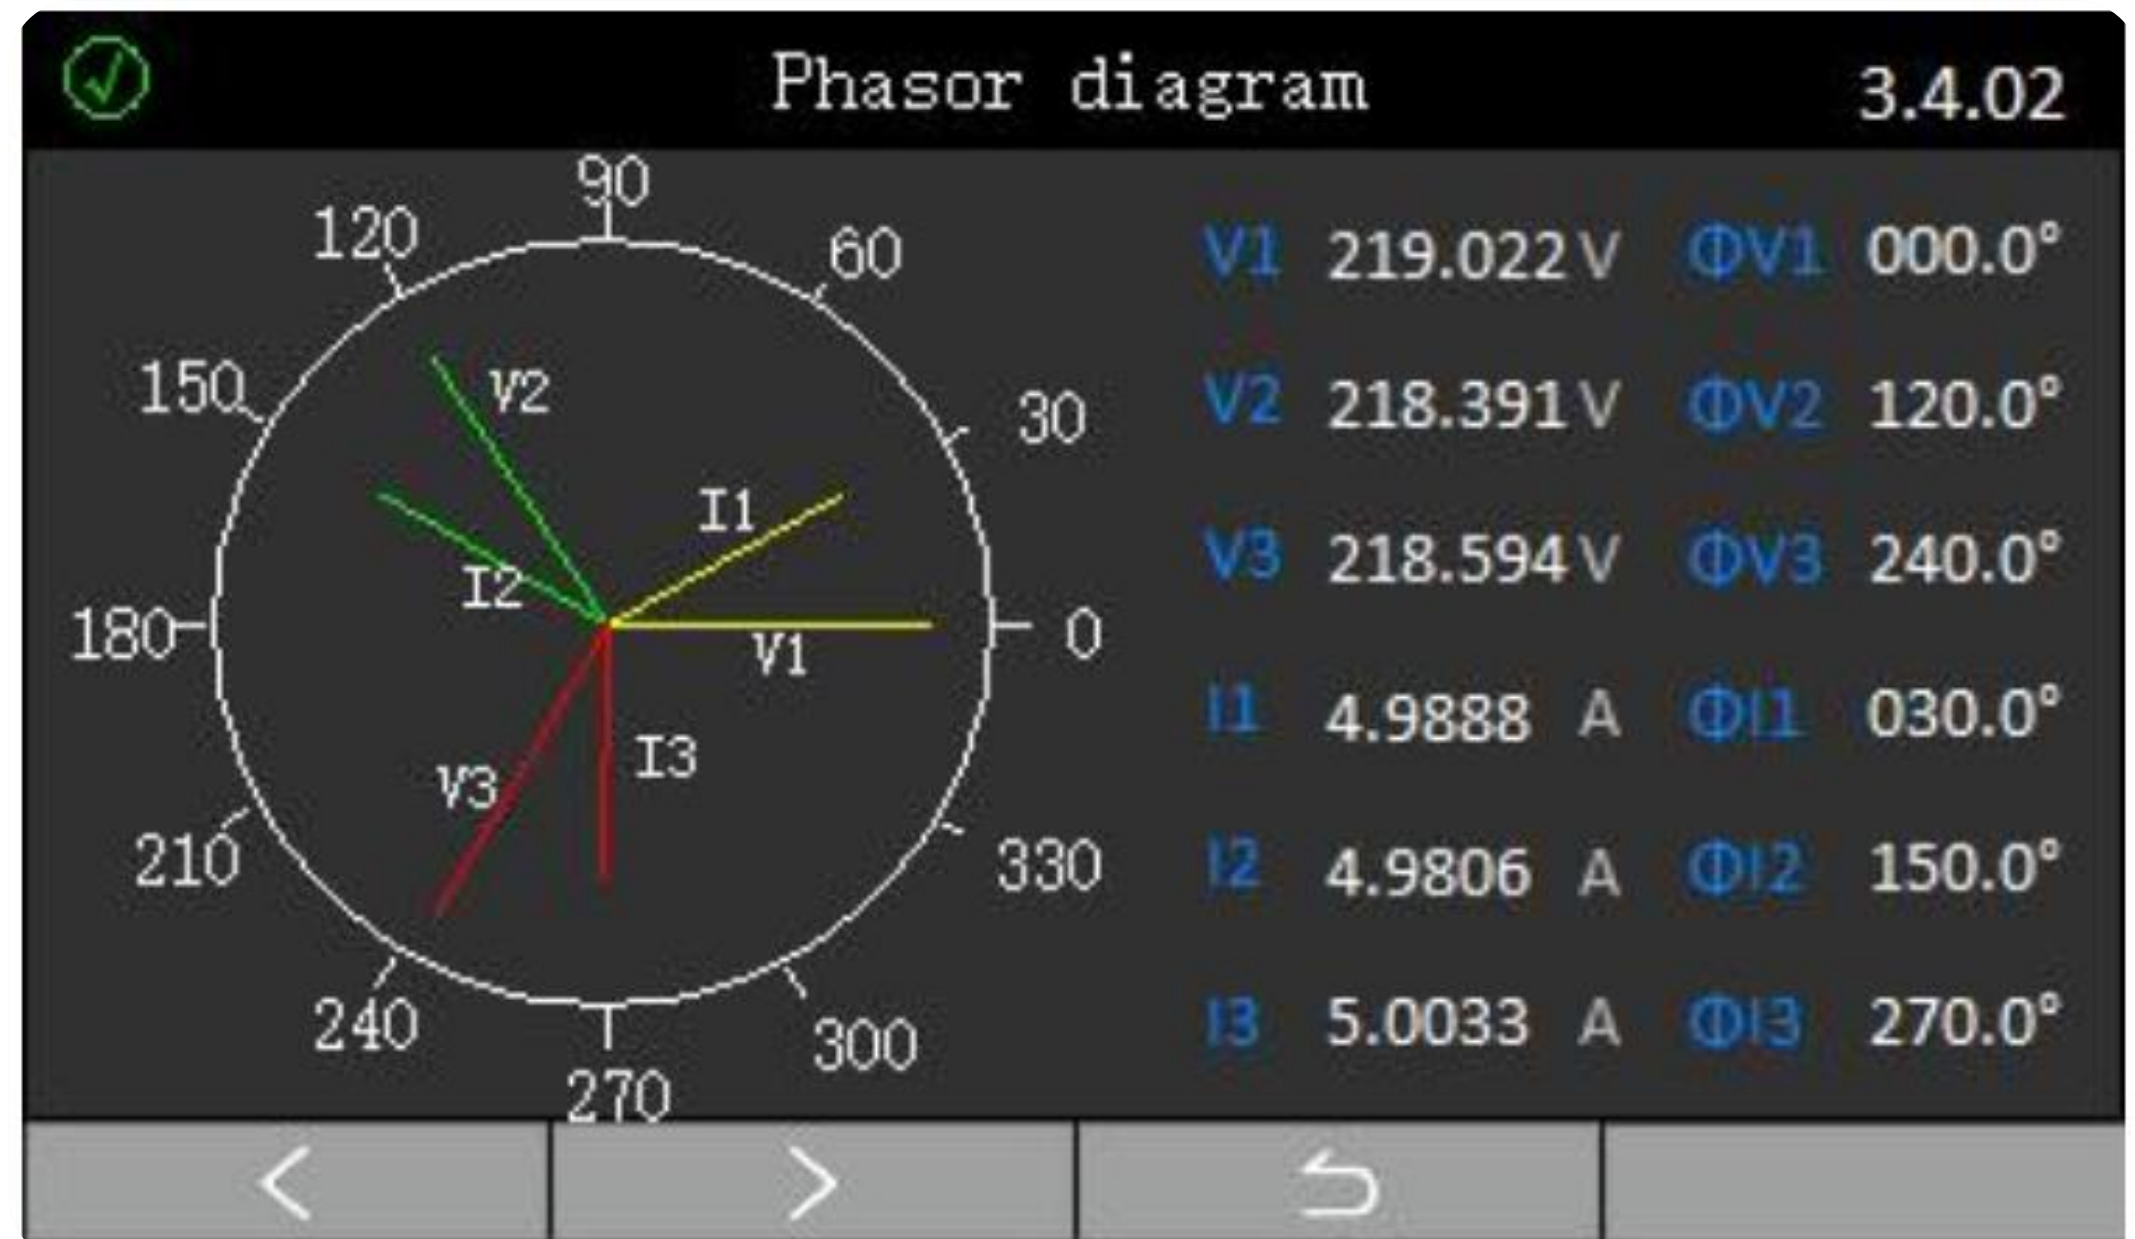 Phasor diagram
3.4.02
90
120
60
150
30
180
0
210
330
240
300
270
V2
I1
I2
V1
V3
I3
V1 219.022 V ΦV1 000.0°
V2 218.391 V ΦV2 120.0°
V3 218.594 V ΦV3 240.0°
I1 4.9888 A ΦI1 030.0°
I2 4.9806 A ΦI2 150.0°
I3 5.0033 A ΦI3 270.0°